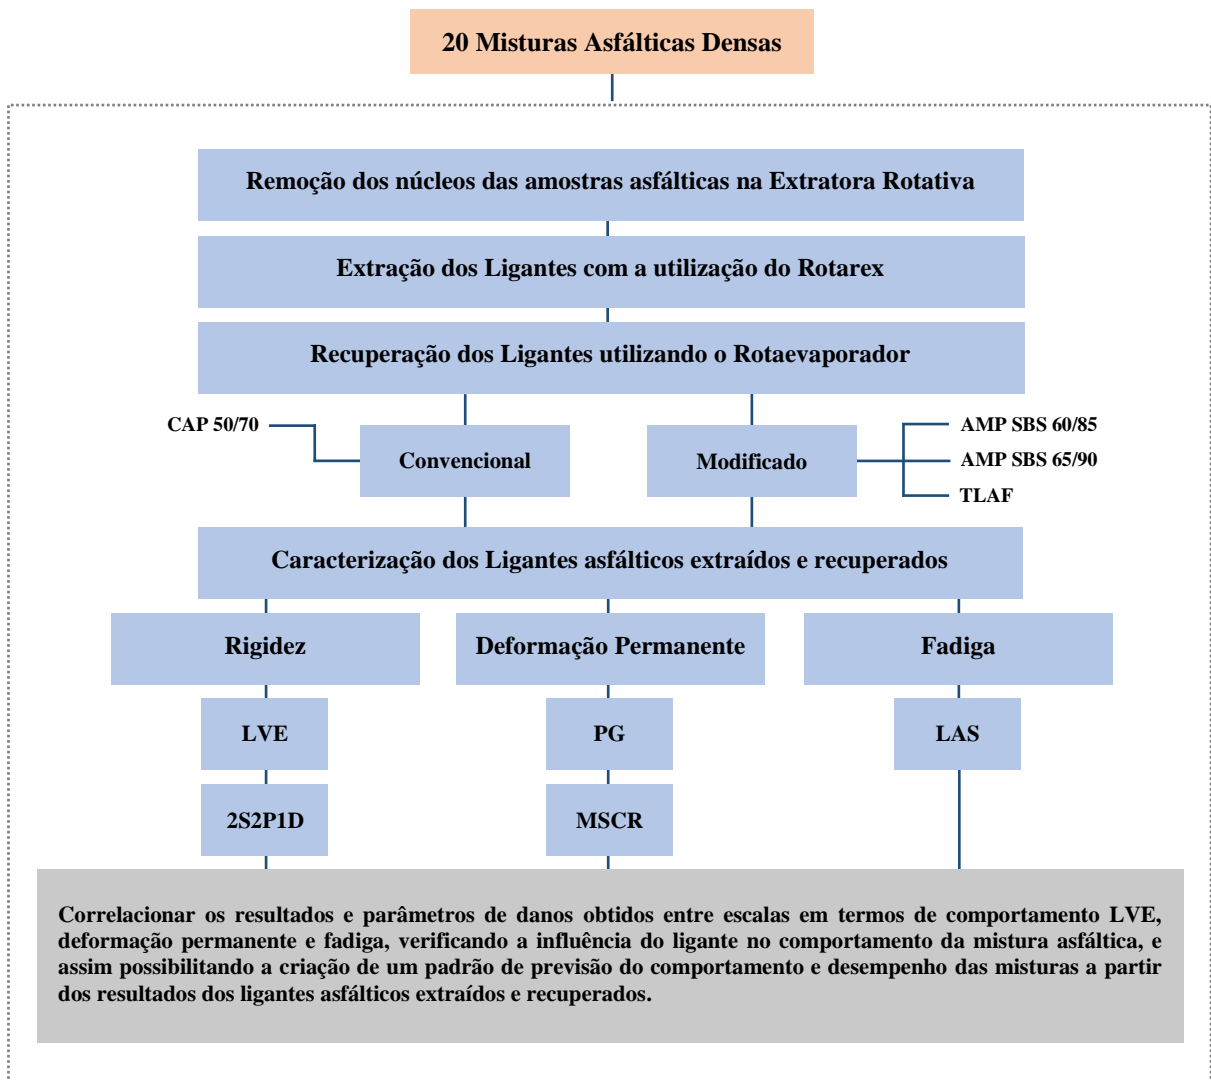 20 Misturas Asfálticas Densas
Remoção dos núcleos das amostras asfálticas na Extratora Rotativa
Extração dos Ligantes com a utilização do Rotarex
Recuperação dos Ligantes utilizando o Rotaevaporador
CAP 50/70
Convencional
Modificado
AMP SBS 60/85
AMP SBS 65/90
TLAF
Caracterização dos Ligantes asfálticos extraídos e recuperados
Rigidez
Deformação Permanente
Fadiga
LVE
PG
LAS
2S2P1D
MSCR
Correlacionar os resultados e parâmetros de danos obtidos entre escalas em termos de comportamento LVE,
deformação permanente e fadiga, verificando a influência do ligante no comportamento da mistura asfáltica, e
assim possibilitando a criação de um padrão de previsão do comportamento e desempenho das misturas a partir
dos resultados dos ligantes asfálticos extraídos e recuperados.